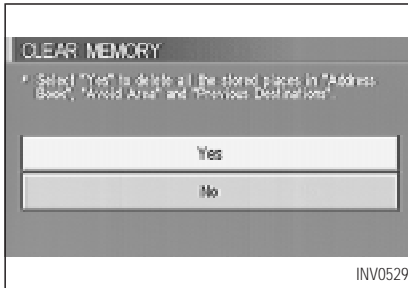 CLEAR MEMORY
* Select "Yes" to delete all the stored places in "Address
Book", "Avoid Area" and "Previous Destinations".
Yes
No
INV0529